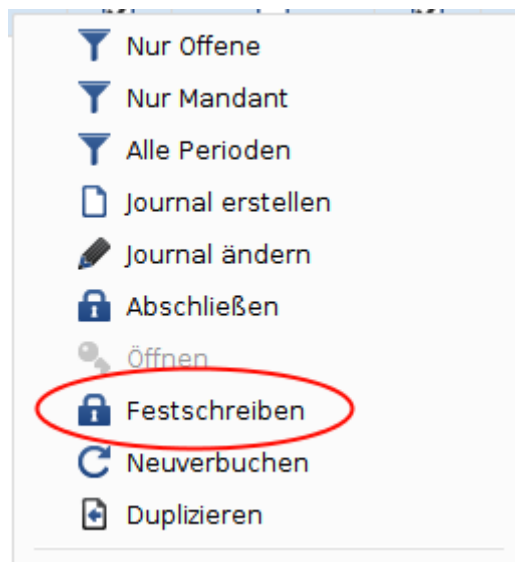 Nur Offene
Nur Mandant
Alle Perioden
Journal erstellen
Journal ändern
Abschließen
Öffnen
Festschreiben
Neuverbuchen
Duplizieren